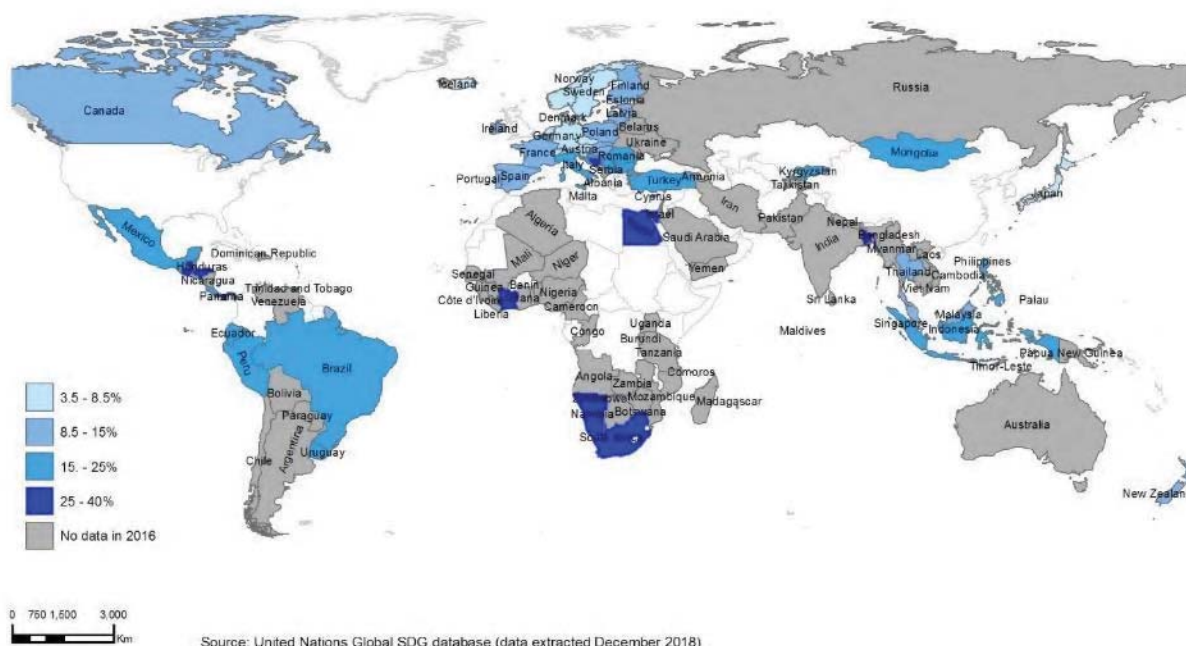 Canada
Iceland
Norway
Sweden
Finland
Estonia
Latvia
Denmark
Ireland
Germany
Poland
Belarus
Ukraine
France
Austria
Romania
Portugal
Spain
Italy
Serbia
Albania
Malta
Turkey
Armenia
Cyprus
Israel
Russia
Mongolia
Kyrgyzstan
Tajikistan
Japan
Iran
Pakistan
Nepal
India
Bangladesh
Myanmar
Laos
Thailand
Cambodia
Viet Nam
Philippines
Sri Lanka
Maldives
Palau
Malaysia
Singapore
Indonesia
Papua New Guinea
Timor-Leste
Australia
New Zealand
Saudi Arabia
Yemen
Algeria
Mali
Niger
Senegal
Guinea
Benin
Nigeria
Côte d'Ivoire
Liberia
Cameroon
Congo
Uganda
Burundi
Tanzania
Comoros
Angola
Zambia
Mozambique
Madagascar
Botswana
Mexico
Dominican Republic
Honduras
Nicaragua
Panama
Trinidad and Tobago
Venezuela
Ecuador
Peru
Brazil
Bolivia
Paraguay
Uruguay
Chile
Argentina
3.5 - 8.5%
8.5 - 15%
15. - 25%
25 - 40%
No data in 2016
0 750 1,500 3,000
Km
Source: United Nations Global SDG database (data extracted December 2018)